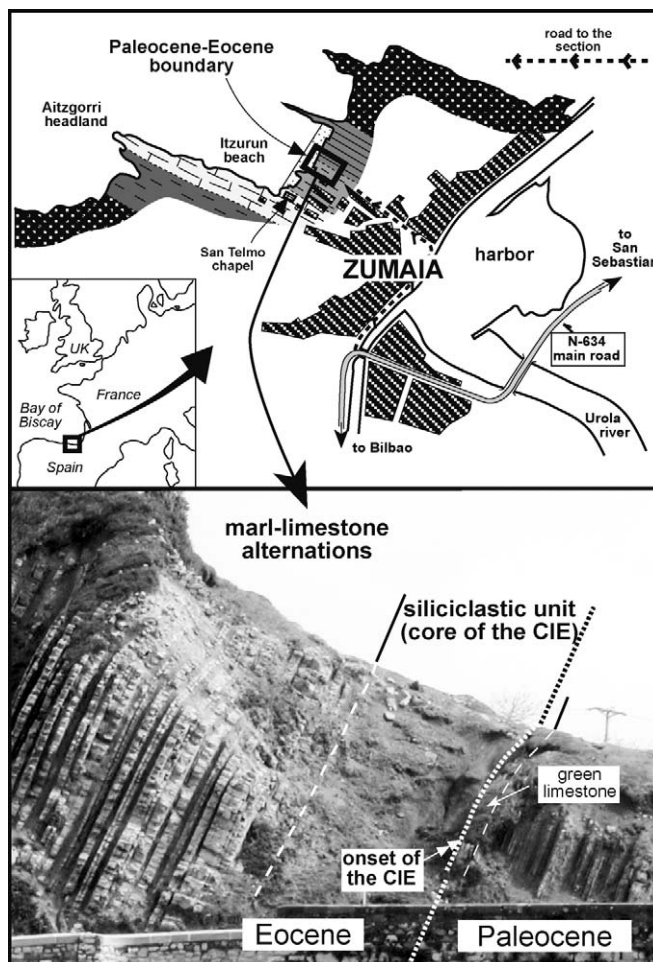 Paleocene-Eocene
boundary
road to the
section
Aitzgorri
headland
Itzurun
beach
San Telmo
chapel
ZUMAIA
harbor
to
San
Sebastian
N-634
main road
Urola
river
to Bilbao
UK
France
Bay of
Biscay
Spain
marl-limestone
alternations
siliciclastic unit
(core of the CIE)
green
limestone
onset of
the CIE
Eocene
Paleocene